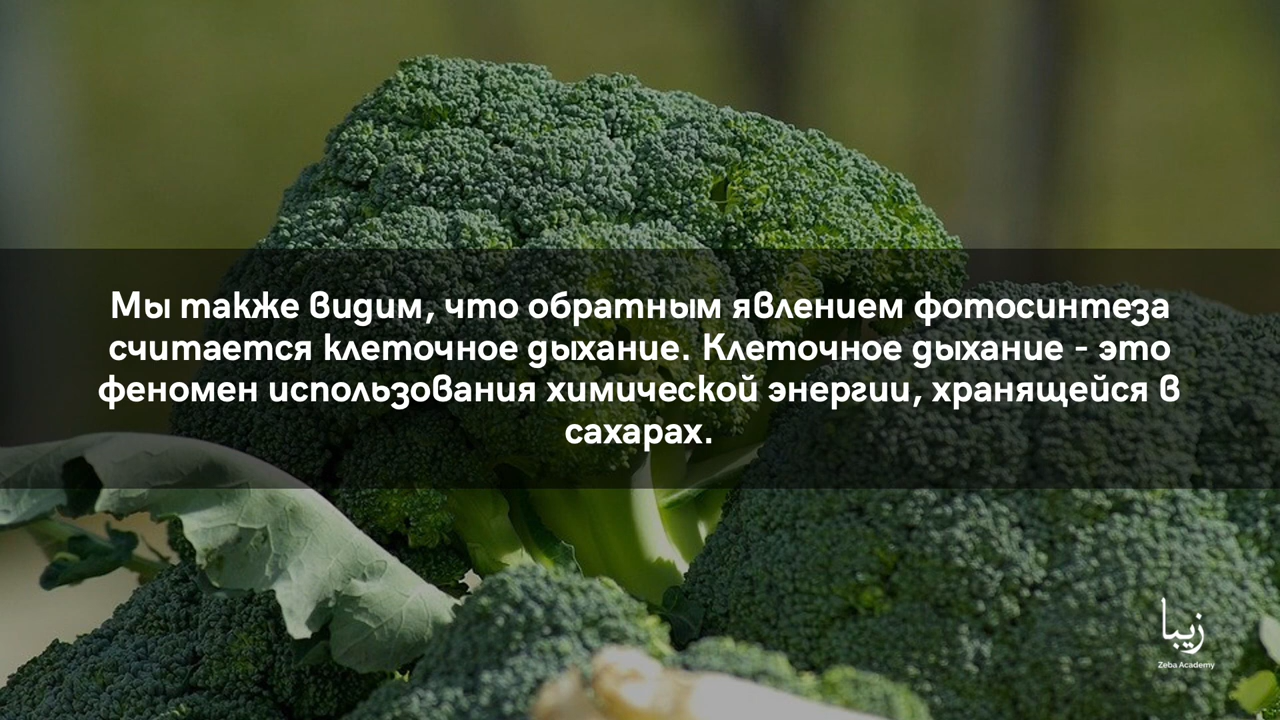 Мы также видим, что обратным явлением фотосинтеза
считается клеточное дыхание. Клеточное дыхание - это
феномен использования химической энергии, хранящейся в
сахарах.
زیبا
Zeba Academy